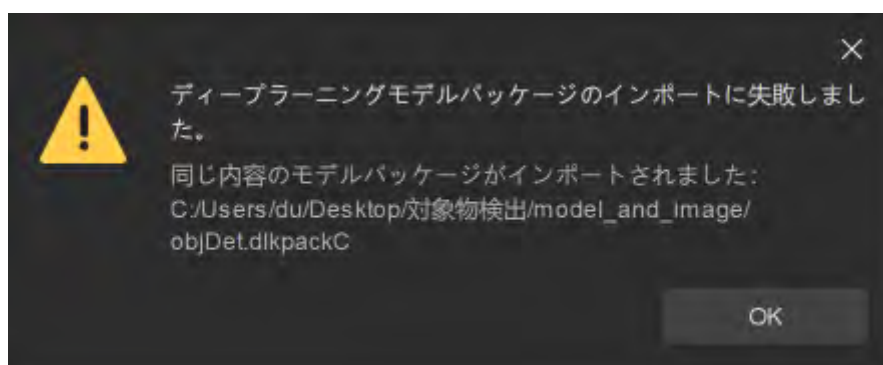 ディープラーニングモデルパッケージのインポートに失敗しまし
た。
同じ内容のモデルパッケージがインポートされました:
C:/Users/du/Desktop/対象物検出/model_and_image/
objDet.dlkpackC
OK